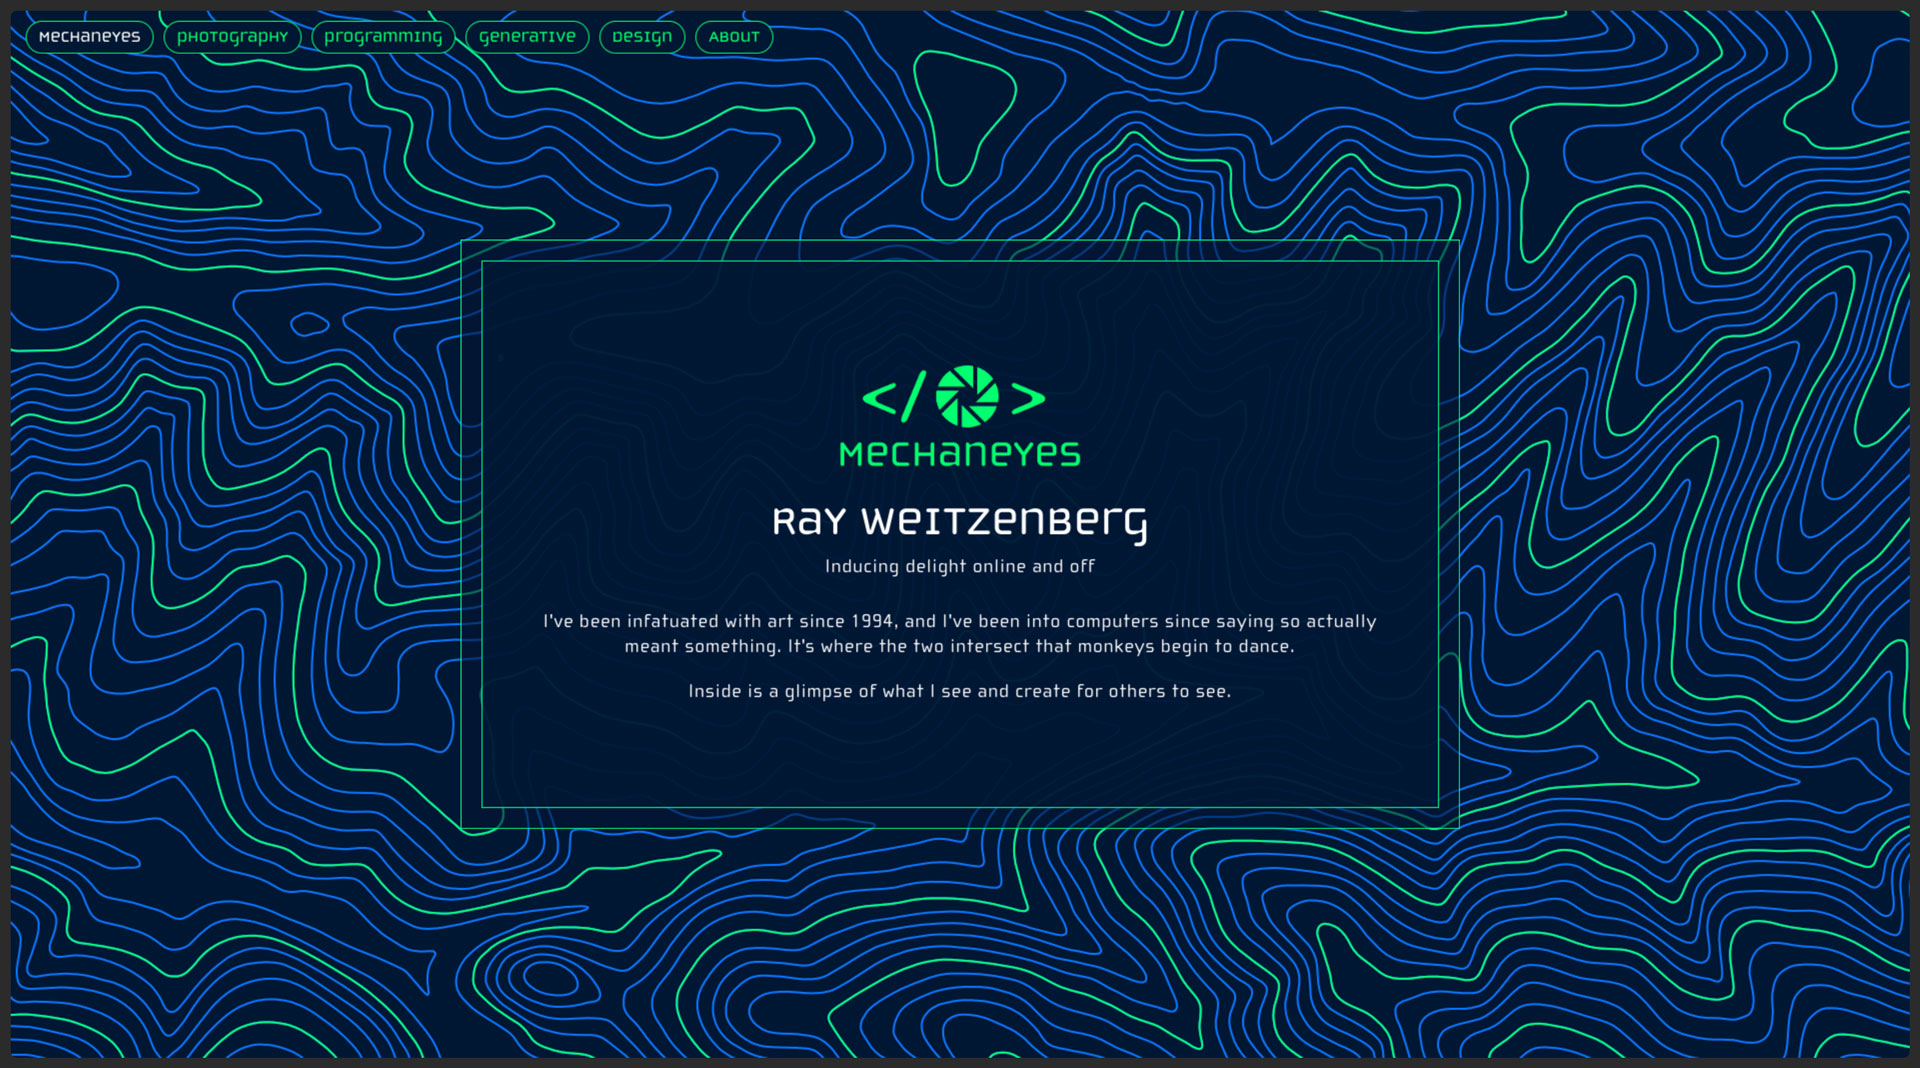 Mechaneyes
Photography
Programming
Generative
Design
About
</>
Mechaneyes
Ray Weitzenberg
Inducing delight online and off
I've been infatuated with art since 1994, and I've been into computers since saying so actually
meant something. It's where the two intersect that monkeys begin to dance.
Inside is a glimpse of what I see and create for others to see.